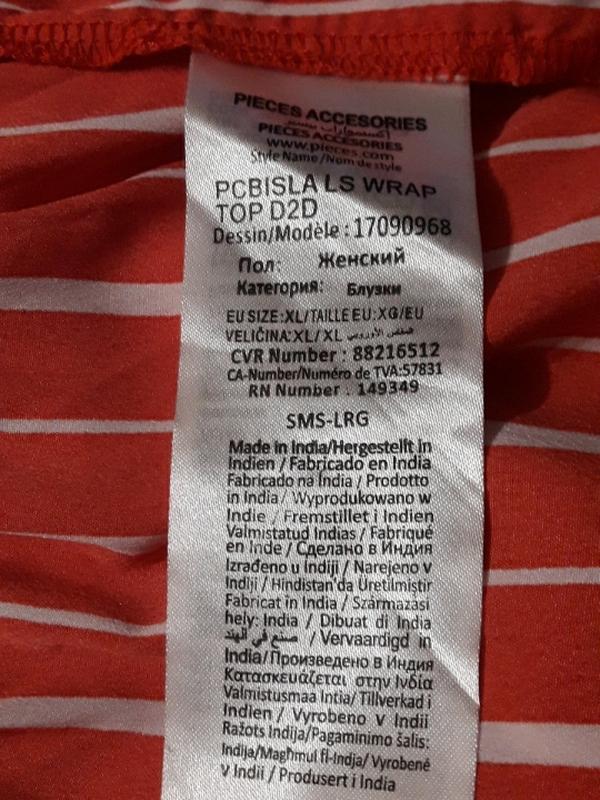 PIECES ACCESORIES
اكسسوارات بيسيز
PIECES ACCESORIES
www.pieces.com
Style Name/Nom de style
PCBISLA LS WRAP
TOP D2D
Dessin/Modèle : 17090968
Пол: Женский
Категория: Блузки
EU SIZE:XL/TAILLE EU:XG/EU
VELIČINA:XL/XL المقاس الأوروبي
CVR Number : 88216512
CA-Number/Numéro de TVA:57831
RN Number . 149349
SMS-LRG
Made in India/Hergestellt in
Indien / Fabricado en India
Fabricado na Índia / Prodotto
in India / Wyprodukowano w
Indie / Fremstillet i Indien
Valmistatud Indias / Fabriqué
en Inde / Сделано в Индия
Izrađeno u Indiji / Narejeno v
Indiji / Hindistan'da Üretilmiştir
Fabricat in India / Származási
hely: India / Dibuat di India
صنع في الهند / Vervaardigd in
India/Произведено в Индия
Κατασκευάζεται στην Ινδία
Valmistusmaa Intia/ Tillverkad i
Indien / Vyrobeno v Indii
Ražots Indija/Pagaminimo šalis:
Indija/Magħmul fl-Indja/ Vyrobené
v Indii / Produsert i India